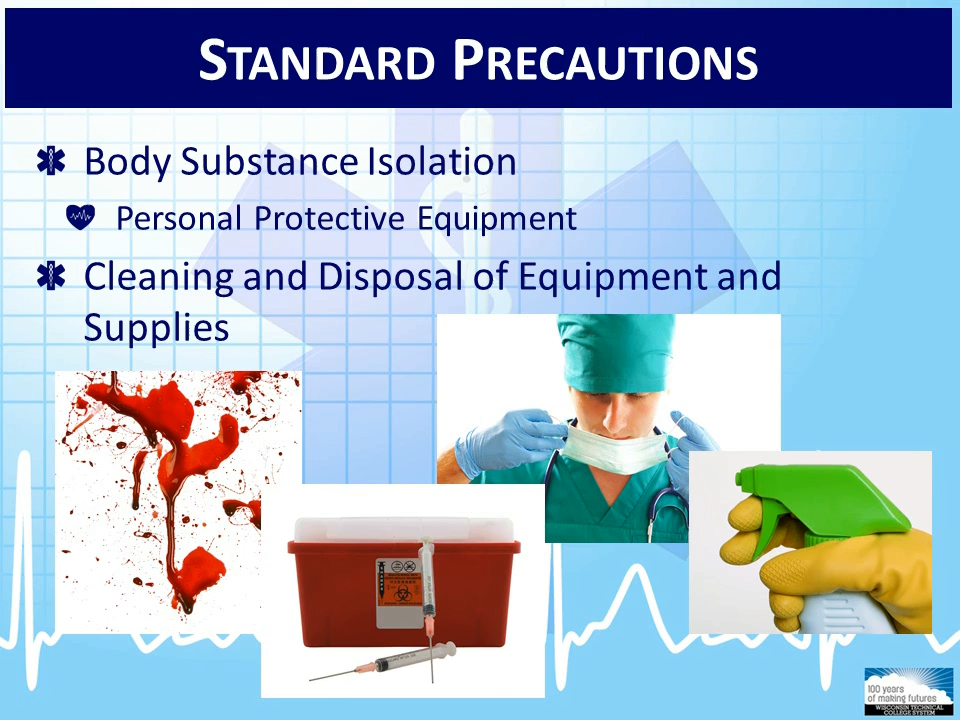 STANDARD PRECAUTIONS
Body Substance Isolation
Personal Protective Equipment
Cleaning and Disposal of Equipment and
Supplies
100 years
of making futures
WISCONSIN TECHNICAL
COLLEGE SYSTEM